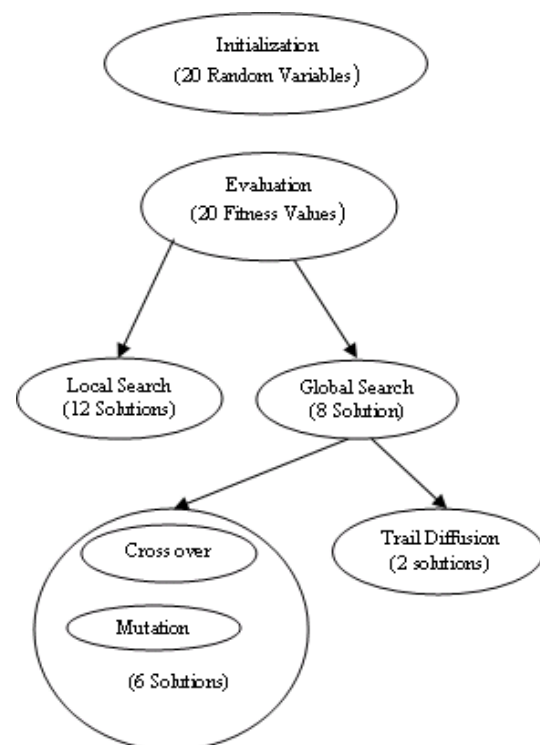 Initialization
(20 Random Variables)
Evaluation
(20 Fitness Values)
Local Search
(12 Solutions)
Global Search
(8 Solution)
Cross over
Mutation
(6 Solutions)
Trail Diffusion
(2 solutions)